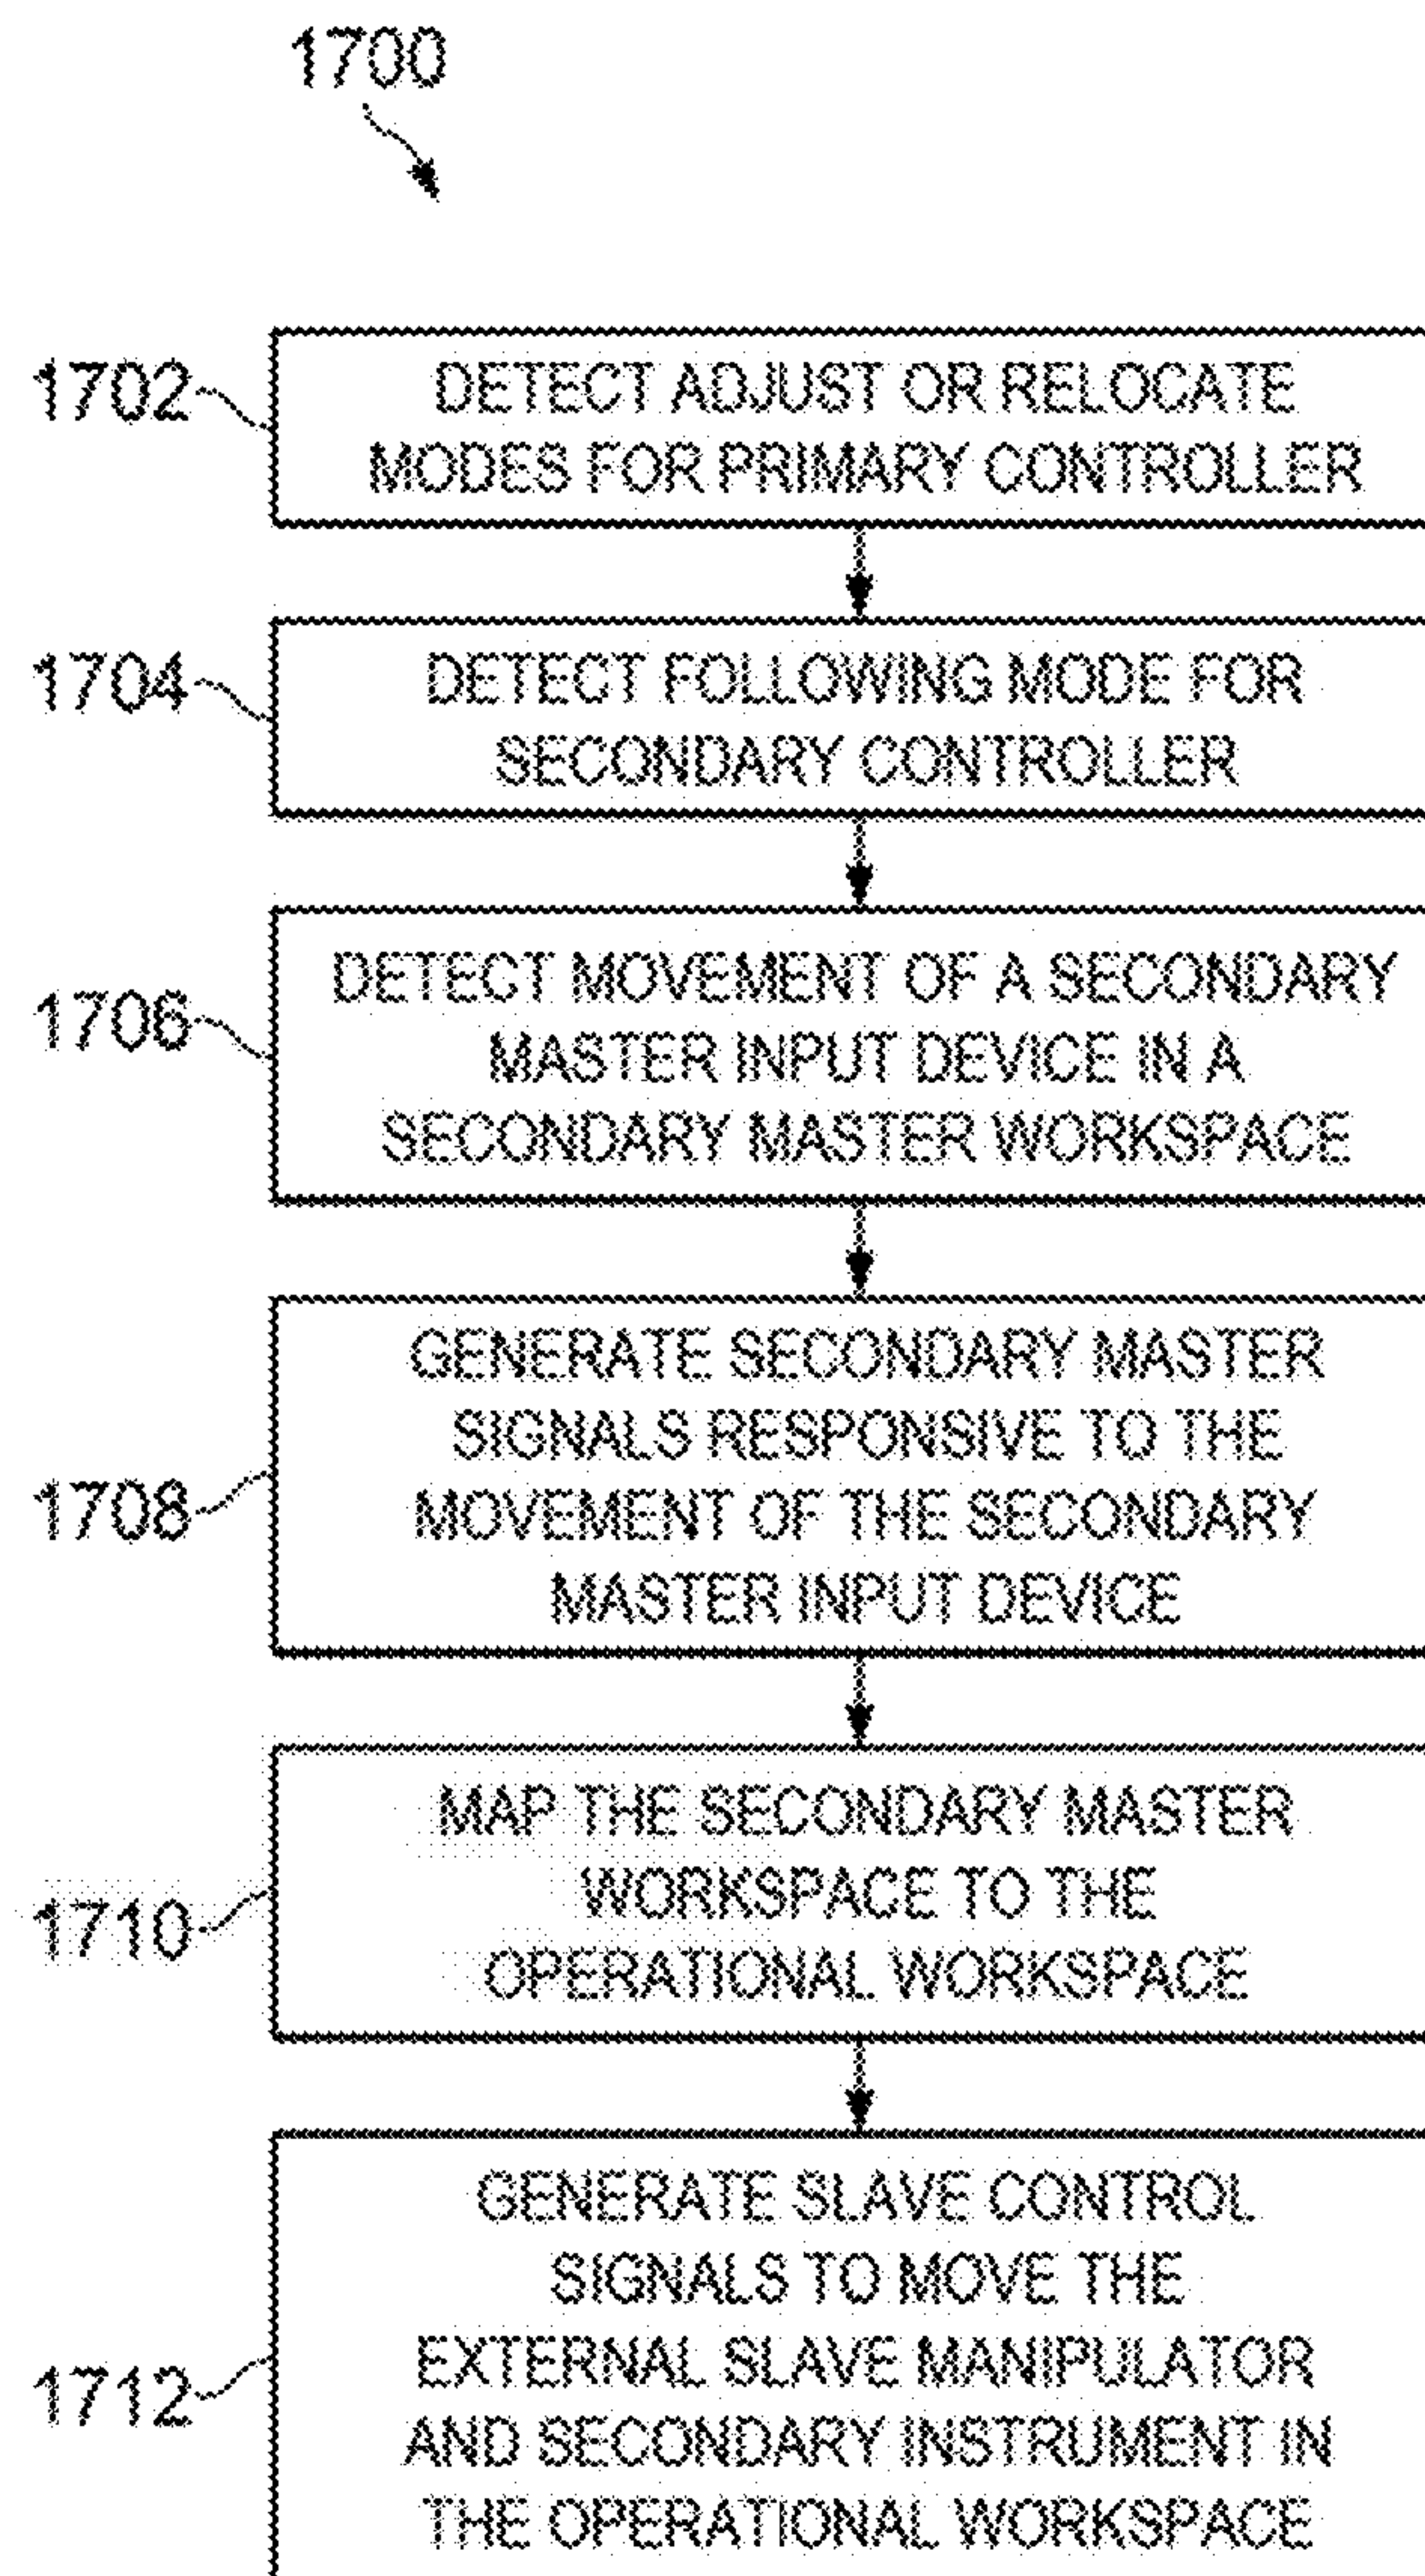 1700
1702
DETECT ADJUST OR RELOCATE
MODES FOR PRIMARY CONTROLLER
1704
DETECT FOLLOWING MODE FOR
SECONDARY CONTROLLER
1706
DETECT MOVEMENT OF A SECONDARY
MASTER INPUT DEVICE IN A
SECONDARY MASTER WORKSPACE
1708
GENERATE SECONDARY MASTER
SIGNALS RESPONSIVE TO THE
MOVEMENT OF THE SECONDARY
MASTER INPUT DEVICE
1710
MAP THE SECONDARY MASTER
WORKSPACE TO THE
OPERATIONAL WORKSPACE
1712
GENERATE SLAVE CONTROL
SIGNALS TO MOVE THE
EXTERNAL SLAVE MANIPULATOR
AND SECONDARY INSTRUMENT IN
THE OPERATIONAL WORKSPACE